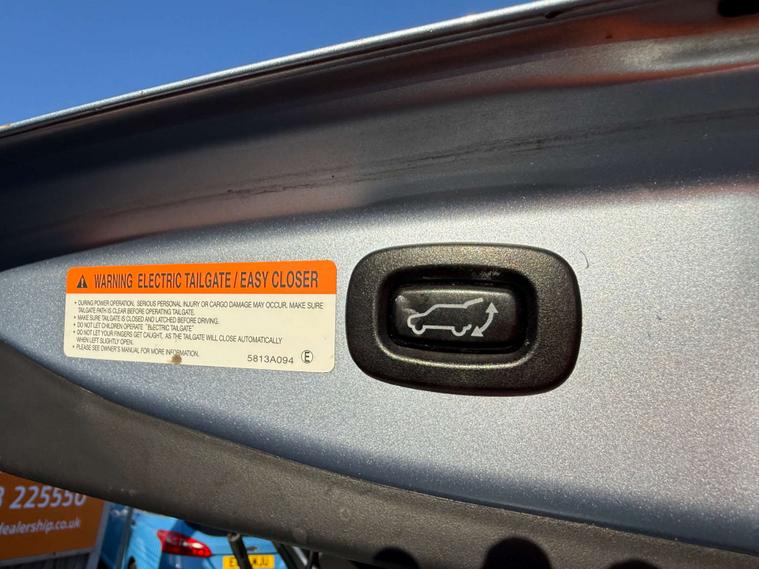 WARNING ELECTRIC TAILGATE / EASY CLOSER
• DURING POWER OPERATION, SERIOUS PERSONAL INJURY OR CARGO DAMAGE MAY OCCUR. MAKE SURE
TAILGATE PATH IS CLEAR BEFORE OPERATING TAILGATE.
• MAKE SURE TAILGATE IS CLOSED AND LATCHED BEFORE DRIVING.
• DO NOT LET CHILDREN OPERATE "ELECTRIC TAILGATE"
• DO NOT LET YOUR FINGERS GET CAUGHT, AS THE TAILGATE WILL CLOSE AUTOMATICALLY
WHEN LEFT SLIGHTLY OPEN.
• PLEASE SEE OWNER'S MANUAL FOR MORE INFORMATION.
5813A094 E
225550
dealership.co.uk